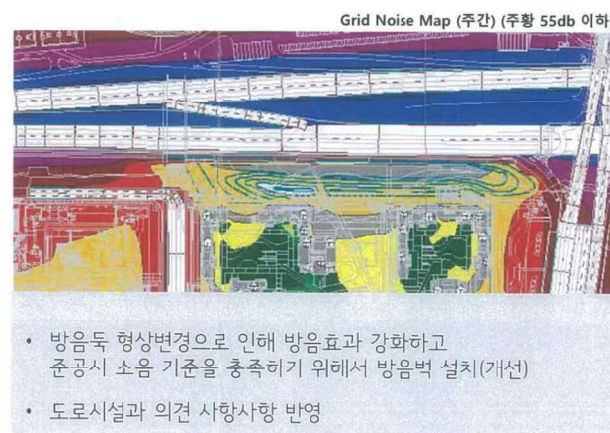 Grid Noise Map (주간) (주황 55db 이하
• 방음둑 형상변경으로 인해 방음효과 강화하고
준공시 소음 기준을 충족하기 위해서 방음벽 설치(개선)
• 도로시설과 의견 사항사항 반영